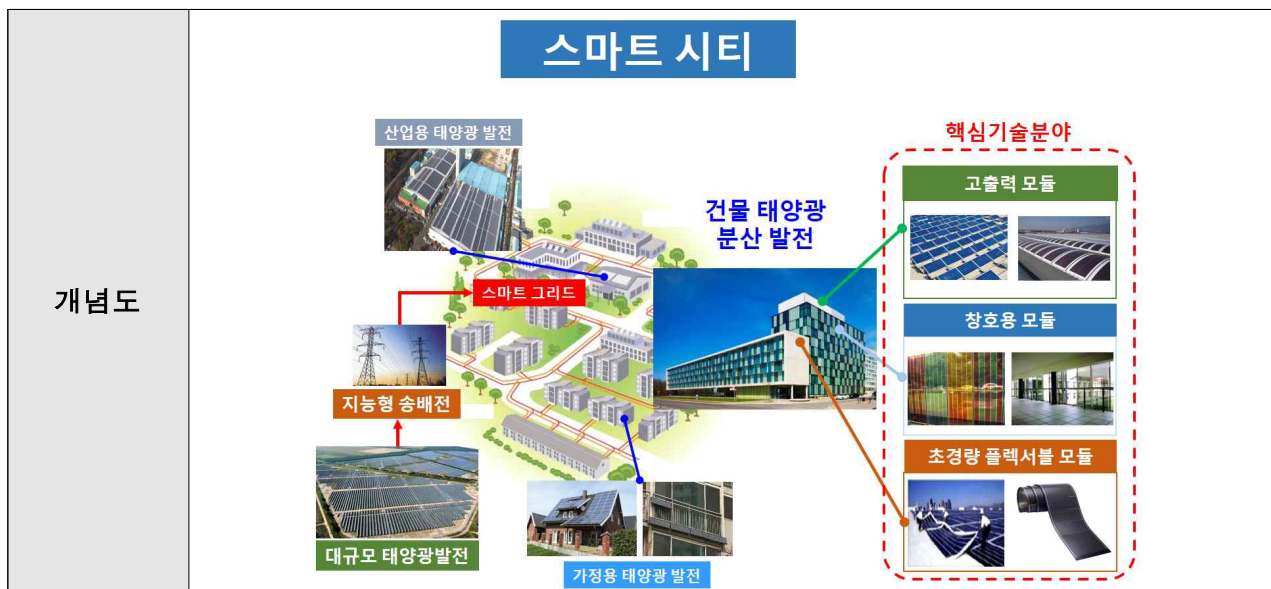 개념도
스마트 시티
산업용 태양광 발전
핵심기술분야
고출력 모듈
건물 태양광
분산 발전
스마트 그리드
창호용 모듈
지능형 송배전
초경량 플렉서블 모듈
대규모 태양광발전
가정용 태양광 발전